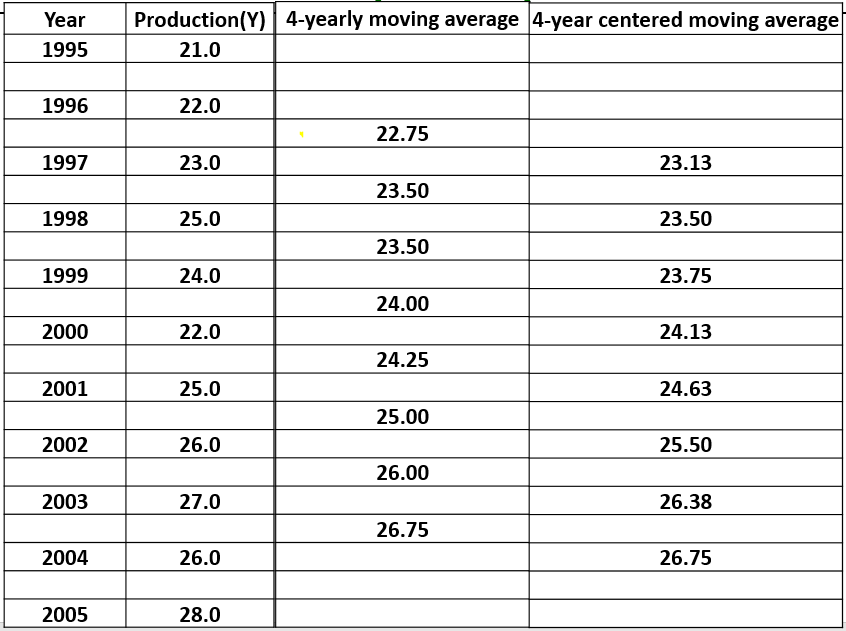 Year Production(Y) 4-yearly moving average 4-year centered moving average
1995 21.0
1996 22.0
22.75
1997 23.0 23.13
23.50
1998 25.0 23.50
23.50
1999 24.0 23.75
24.00
2000 22.0 24.13
24.25
2001 25.0 24.63
25.00
2002 26.0 25.50
26.00
2003 27.0 26.38
26.75
2004 26.0 26.75
2005 28.0